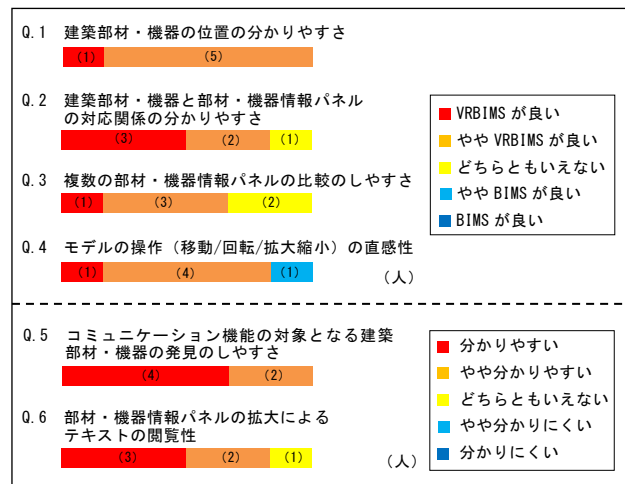 Q.1 建築部材・機器の位置の分かりやすさ
(1) (5)
Q.2 建築部材・機器と部材・機器情報パネル
の対応関係の分かりやすさ
(3) (2) (1)
Q.3 複数の部材・機器情報パネルの比較のしやすさ
(1) (3) (2)
Q.4 モデルの操作（移動/回転/拡大縮小）の直感性
(1) (4) (1) (人)
VRBIMSが良い
ややVRBIMSが良い
どちらともいえない
ややBIMSが良い
BIMSが良い
Q.5 コミュニケーション機能の対象となる建築
部材・機器の発見のしやすさ
(4) (2)
Q.6 部材・機器情報パネルの拡大による
テキストの閲覧性
(3) (2) (1) (人)
分かりやすい
やや分かりやすい
どちらともいえない
やや分かりにくい
分かりにくい